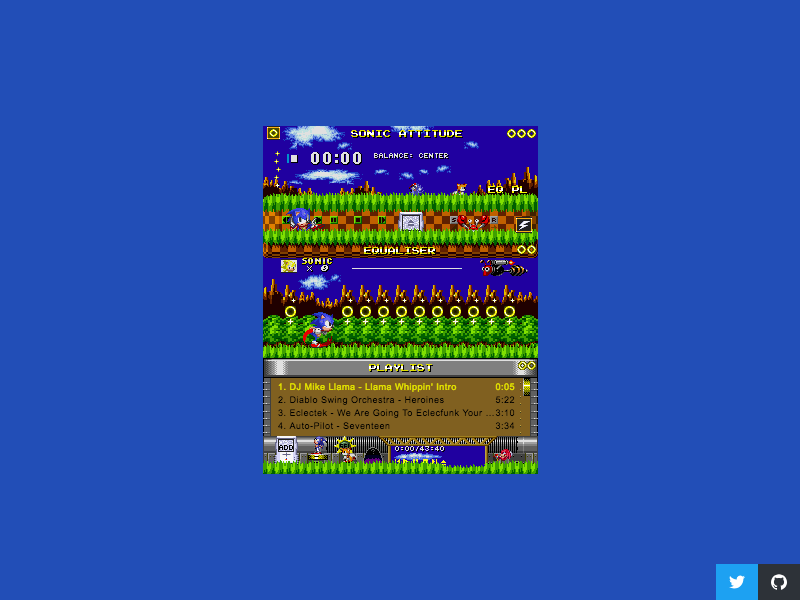 SONIC ATTITUDE
00:00
BALANCE: CENTER
EQ PL
S R
EQUALISER
SONIC
X 0
PLAYLIST
1. DJ Mike Llama - Llama Whippin' Intro 0:05
2. Diablo Swing Orchestra - Heroines 5:22
3. Eclectek - We Are Going To Eclecfunk Your ... 3:10
4. Auto-Pilot - Seventeen 3:34
ADD
0:00/43:40